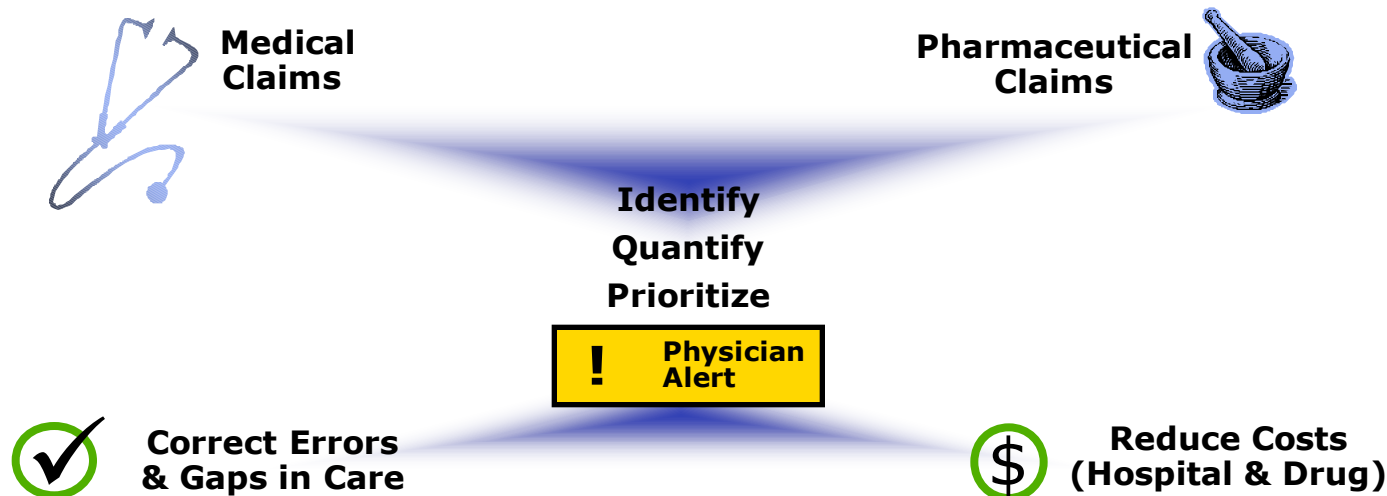 Medical
Claims
Pharmaceutical
Claims
Identify
Quantify
Prioritize
! Physician
Alert
Correct Errors
& Gaps in Care
$
Reduce Costs
(Hospital & Drug)